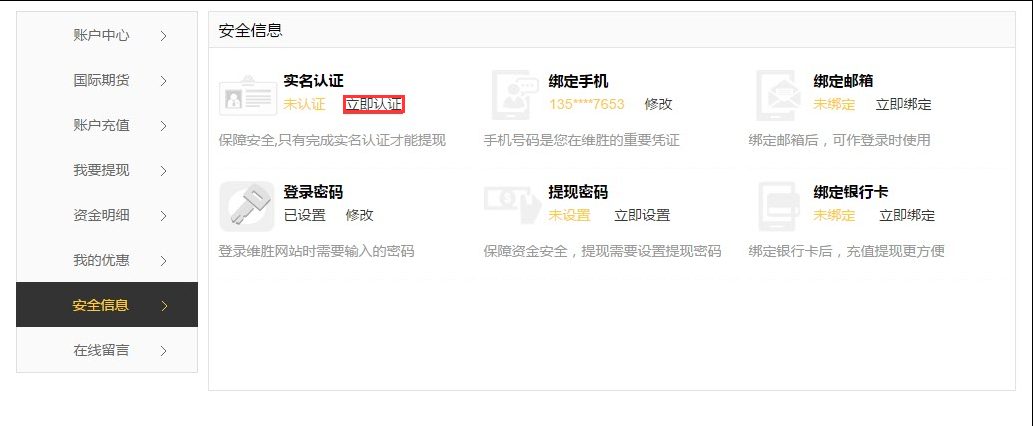 账户中心
国际期货
账户充值
我要提现
资金明细
我的优惠
安全信息
在线留言
安全信息
实名认证
未认证 立即认证
保障安全,只有完成实名认证才能提现
绑定手机
135****7653 修改
手机号码是您在维胜的重要凭证
绑定邮箱
未绑定 立即绑定
绑定邮箱后，可作登录时使用
登录密码
已设置 修改
登录维胜网站时需要输入的密码
提现密码
未设置 立即设置
保障资金安全，提现需要设置提现密码
绑定银行卡
未绑定 立即绑定
绑定银行卡后，充值提现更方便